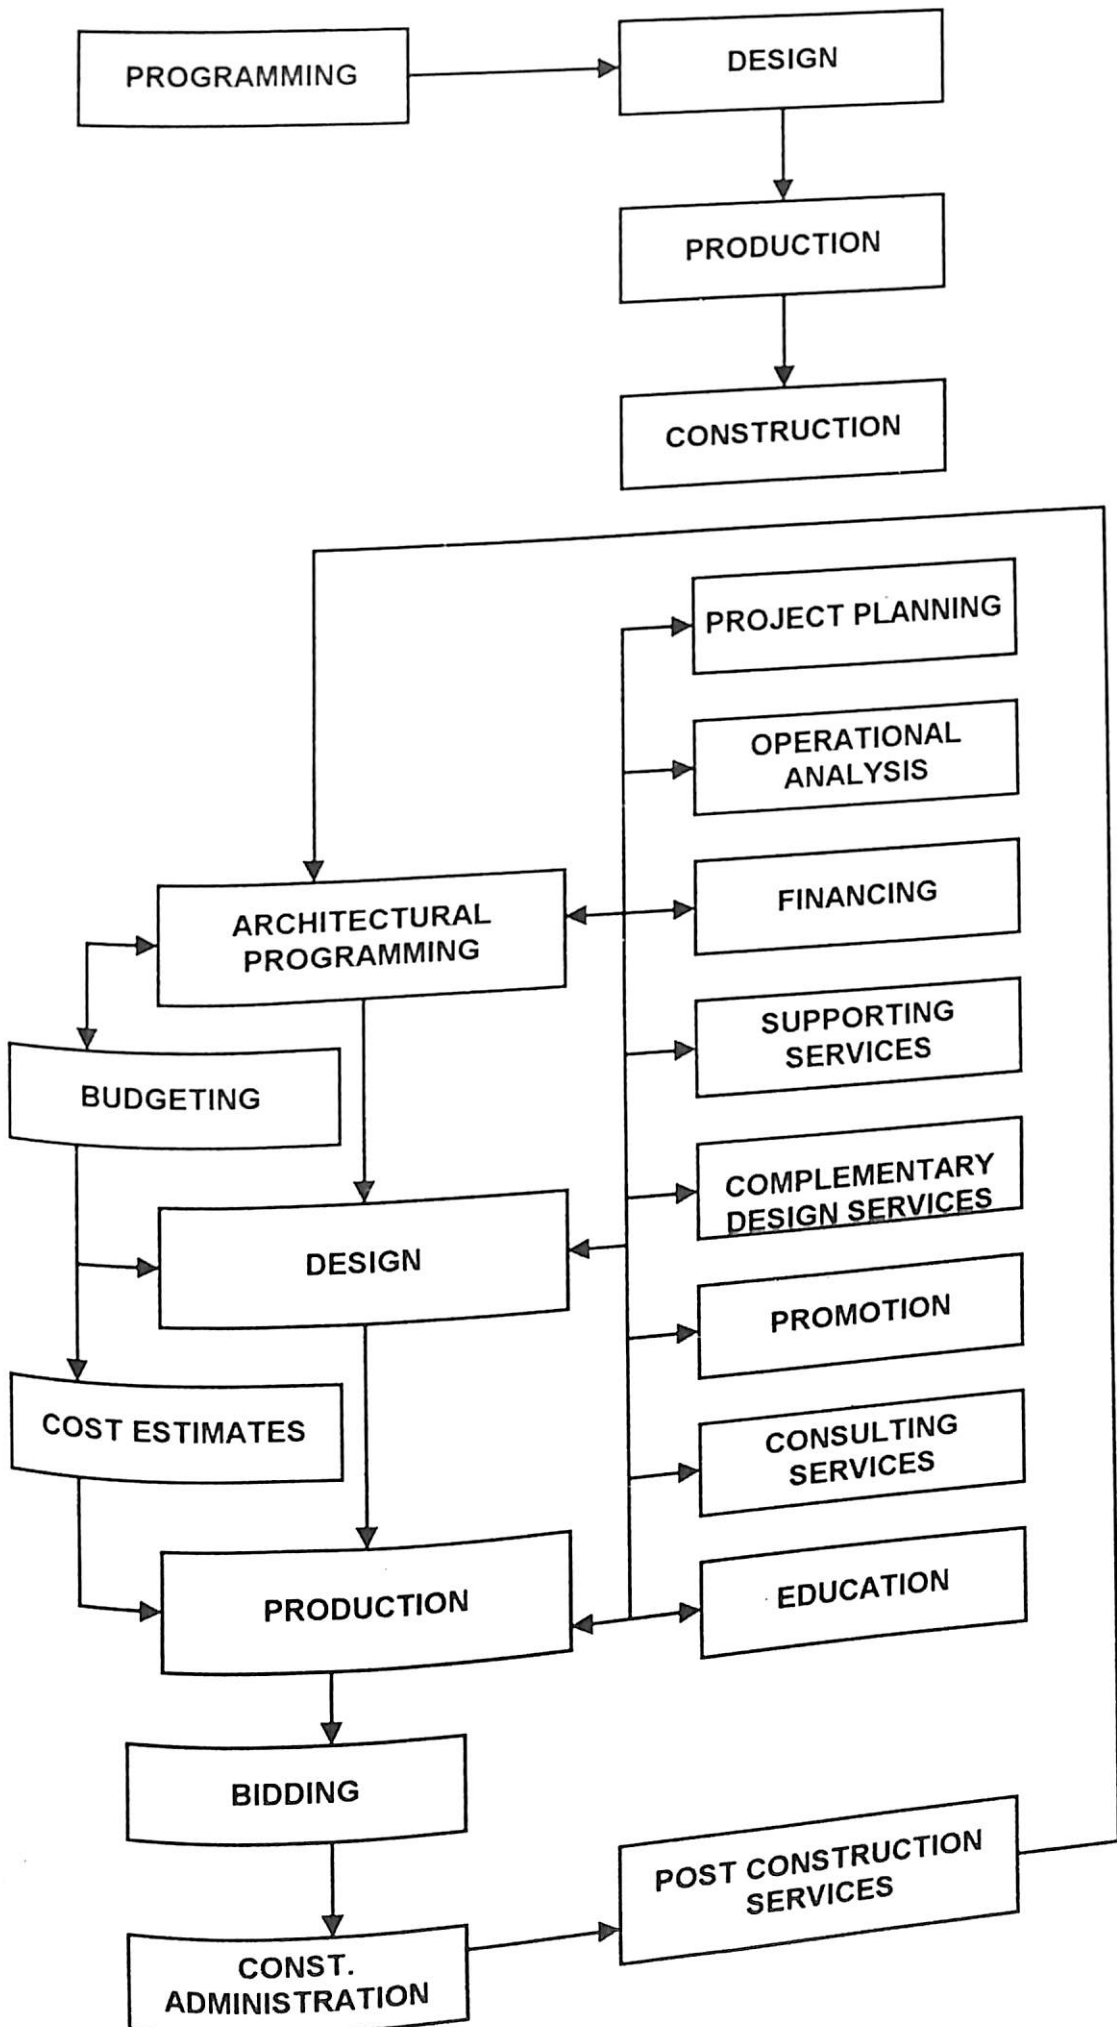 PROGRAMMING
DESIGN
PRODUCTION
CONSTRUCTION
PROJECT PLANNING
OPERATIONAL
ANALYSIS
ARCHITECTURAL
PROGRAMMING
FINANCING
SUPPORTING
SERVICES
BUDGETING
COMPLEMENTARY
DESIGN SERVICES
DESIGN
PROMOTION
COST ESTIMATES
CONSULTING
SERVICES
PRODUCTION
EDUCATION
BIDDING
POST CONSTRUCTION
SERVICES
CONST.
ADMINISTRATION